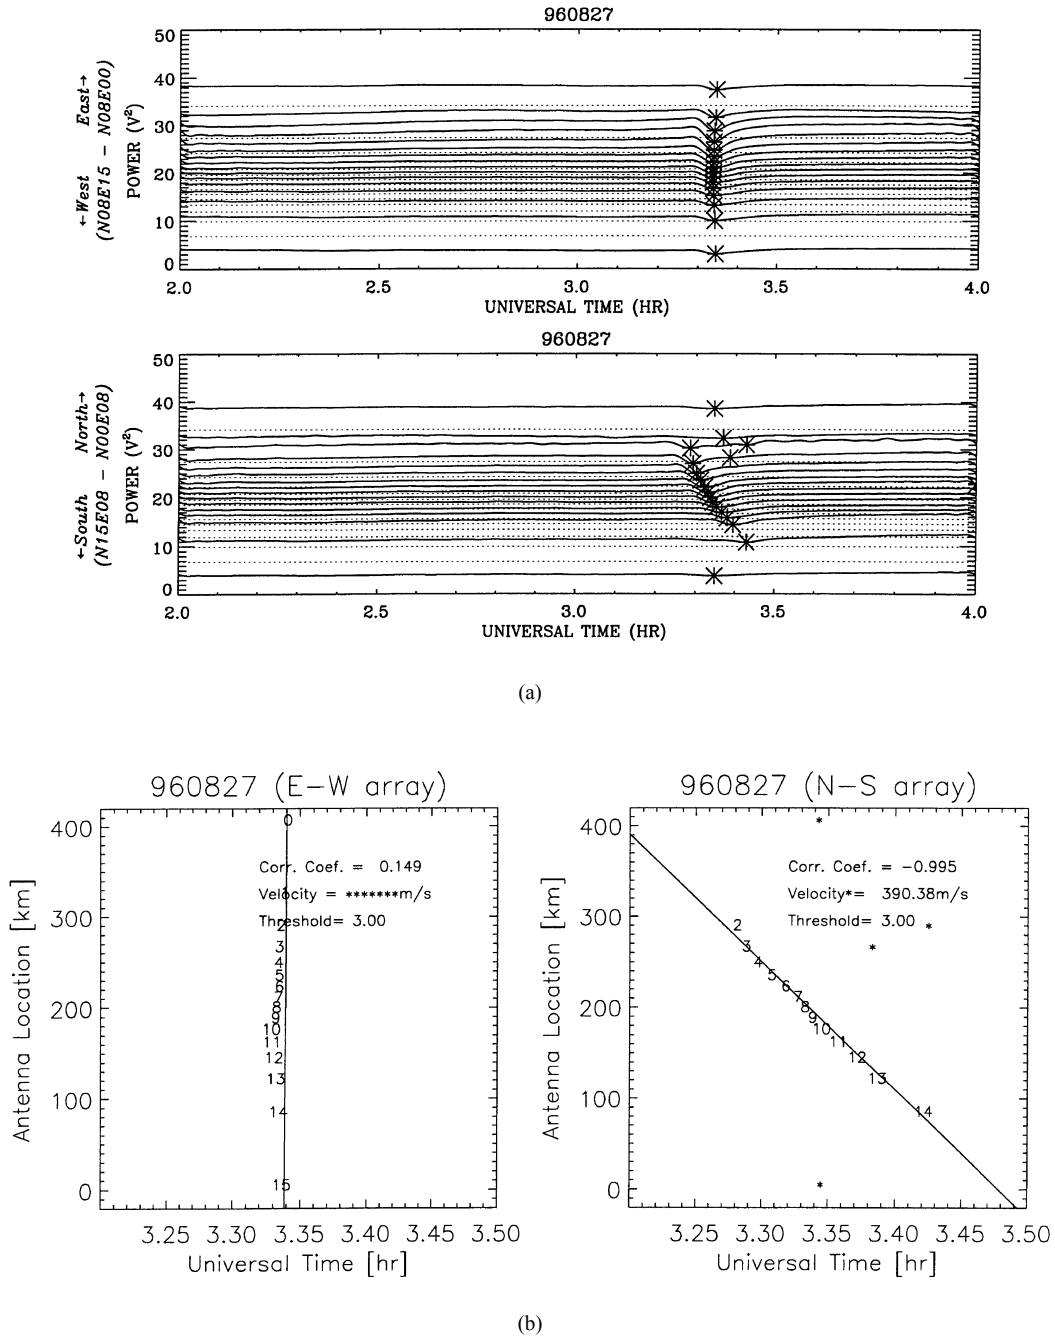 960827
←West East→
(N08E15 - N08E00)
POWER (V²)
50
40
30
20
10
0
2.0 2.5 3.0 3.5 4.0
UNIVERSAL TIME (HR)
960827
←South North→
(N15E08 - N00E08)
POWER (V²)
50
40
30
20
10
0
2.0 2.5 3.0 3.5 4.0
UNIVERSAL TIME (HR)
(a)
960827 (E-W array)
Antenna Location [km]
400
300
200
100
0
0
Corr. Coef. = 0.149
1
Velocity = *******m/s
Threshold= 3.00
2
3
4
5
6
7
8
9
10
11
12
13
14
15
3.25 3.30 3.35 3.40 3.45 3.50
Universal Time [hr]
960827 (N-S array)
Antenna Location [km]
400
300
200
100
0
Corr. Coef. = -0.995
Velocity*= 390.38m/s
Threshold= 3.00
2
3
4
5
6
7
8
9
10
11
12
13
14
3.25 3.30 3.35 3.40 3.45 3.50
Universal Time [hr]
(b)